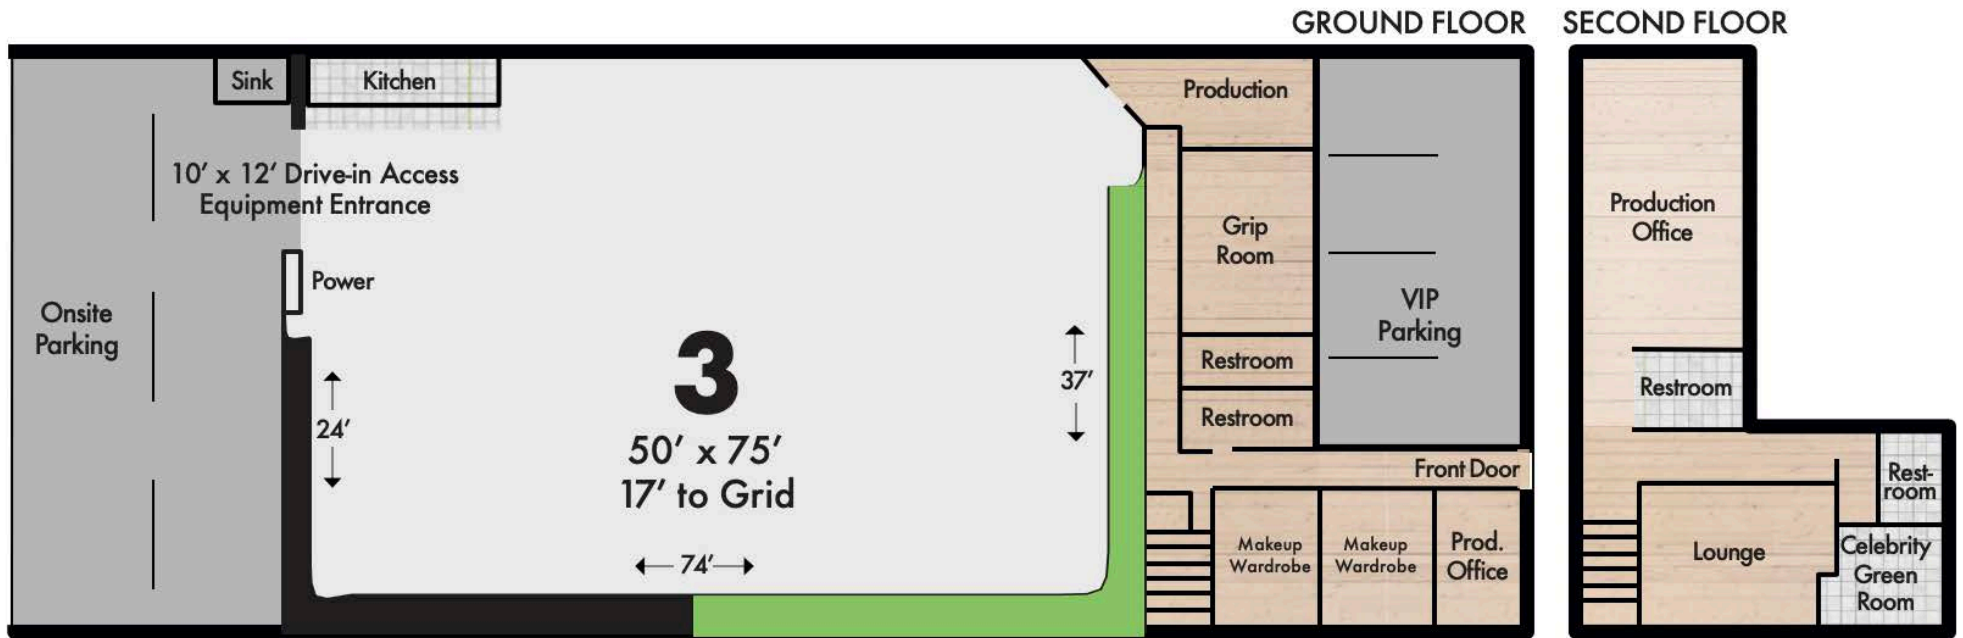 GROUND FLOOR
SECOND FLOOR
Sink
Kitchen
Production
10’ x 12’ Drive-in Access
Equipment Entrance
Power
Onsite
Parking
Grip
Room
VIP
Parking
Production
Office
3
50’ x 75’
17’ to Grid
24’
37’
74’
Restroom
Restroom
Restroom
Front Door
Makeup
Wardrobe
Makeup
Wardrobe
Prod.
Office
Lounge
Rest-
room
Celebrity
Green
Room